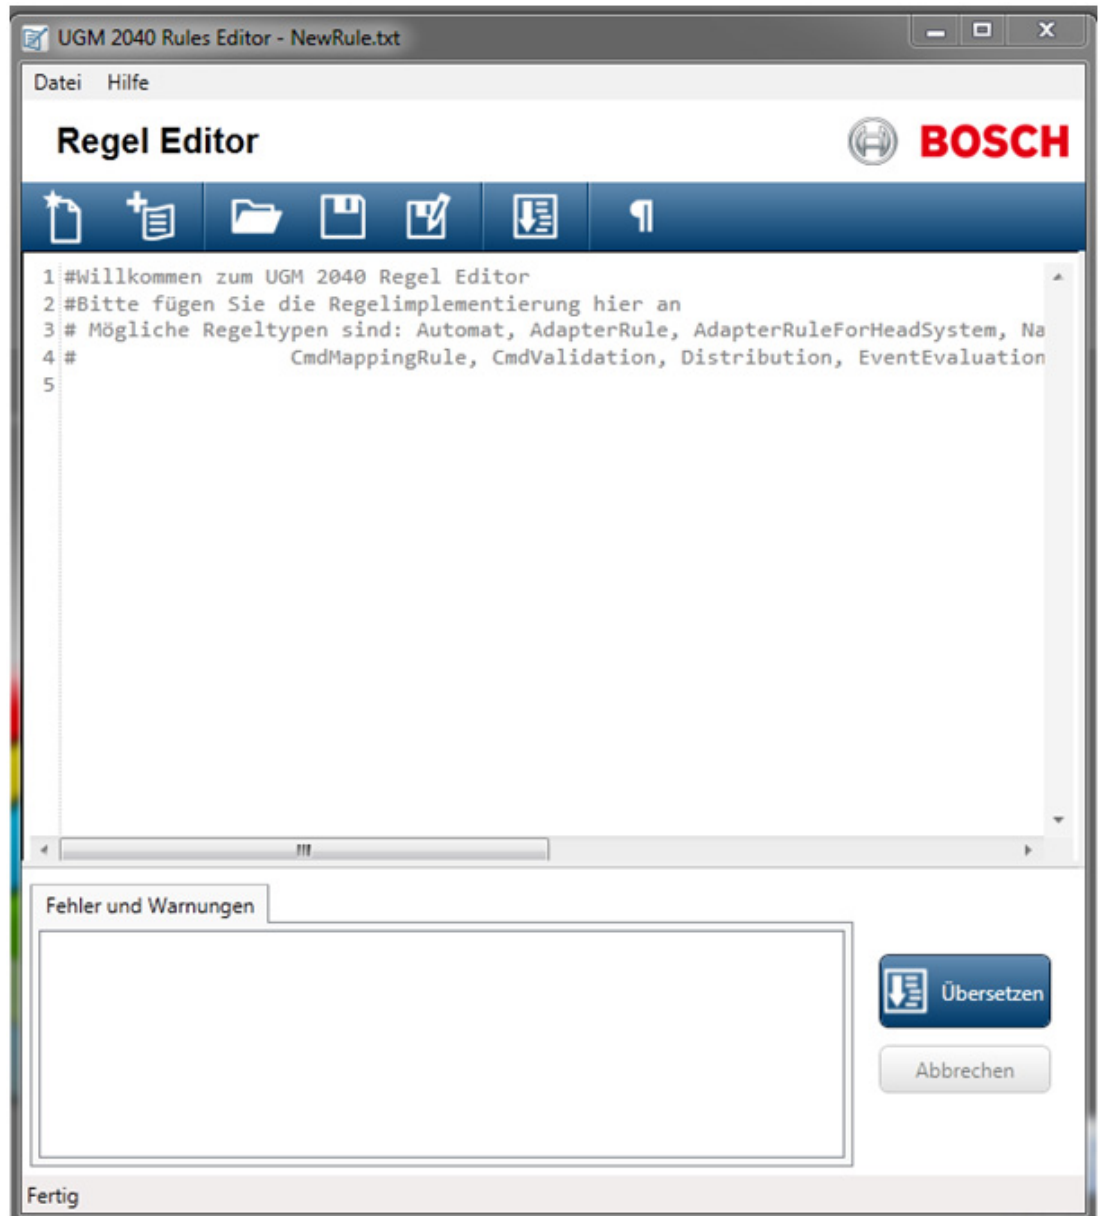 UGM 2040 Rules Editor - NewRule.txt
Datei Hilfe
Regel Editor
BOSCH
1 #Willkommen zum UGM 2040 Regel Editor
2 #Bitte fügen Sie die Regelimplementierung hier an
3 # Mögliche Regeltypen sind: Automat, AdapterRule, AdapterRuleForHeadSystem, Na
4 # CmdMappingRule, CmdValidation, Distribution, EventEvaluation
5
Fehler und Warnungen
Übersetzen
Abbrechen
Fertig